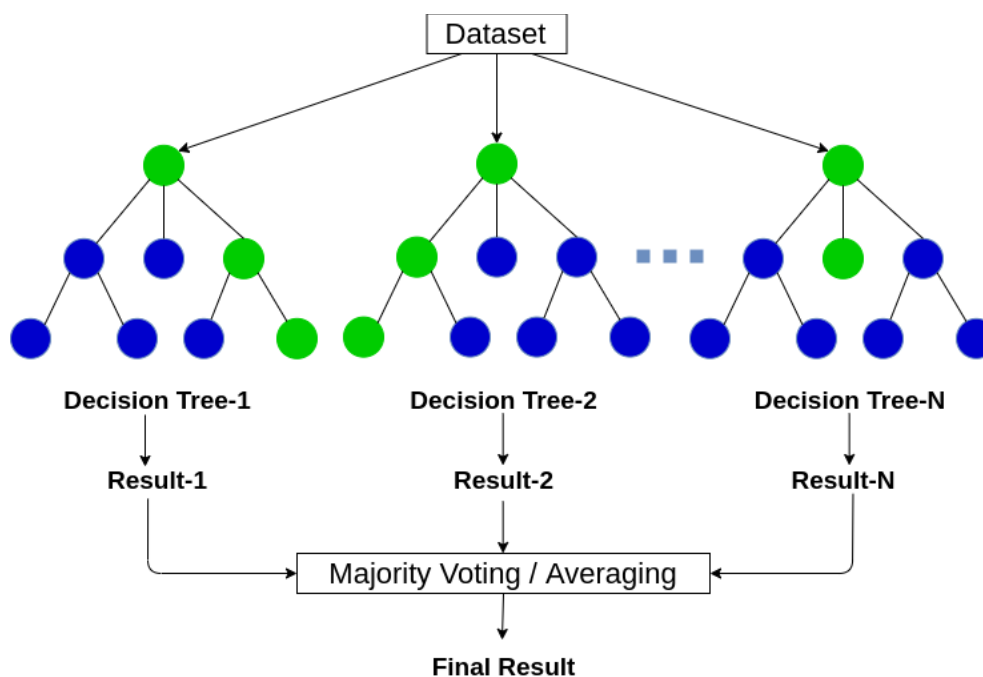 Dataset
Decision Tree-1
Decision Tree-2
Decision Tree-N
Result-1
Result-2
Result-N
Majority Voting / Averaging
Final Result